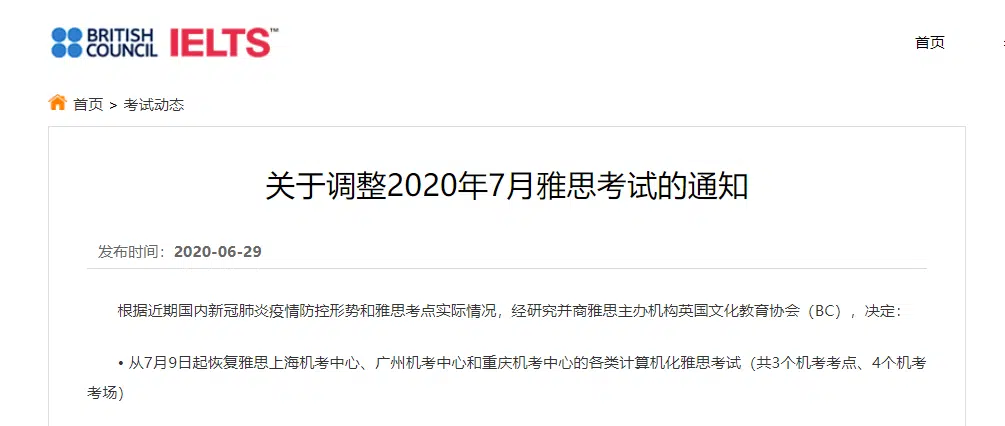 BRITISH COUNCIL IELTS™
首页
首页 > 考试动态
关于调整2020年7月雅思考试的通知
发布时间：2020-06-29
根据近期国内新冠肺炎疫情防控形势和雅思考点实际情况，经研究并商雅思主办机构英国文化教育协会（BC），决定：
• 从7月9日起恢复雅思上海机考中心、广州机考中心和重庆机考中心的各类计算机化雅思考试（共3个机考考点、4个机考
考场）